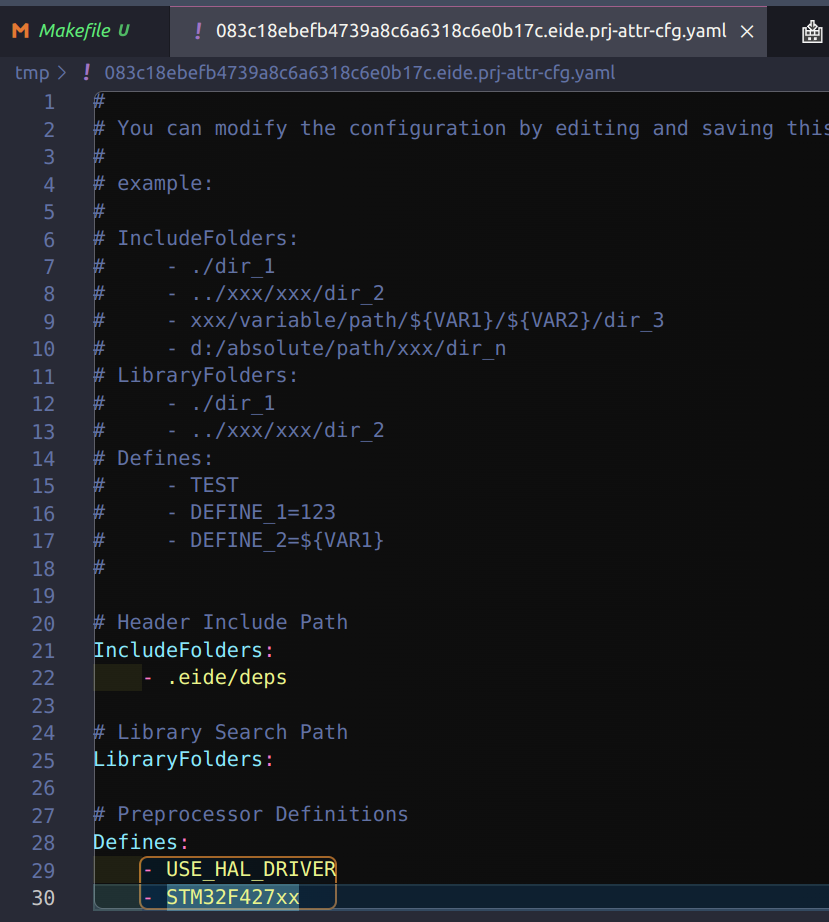 M Makefile U ! 083c18ebefb4739a8c6a6318c6e0b17c.eide.prj-attr-cfg.yaml ×
tmp > ! 083c18ebefb4739a8c6a6318c6e0b17c.eide.prj-attr-cfg.yaml
1 #
2 # You can modify the configuration by editing and saving this
3 #
4 # example:
5 #
6 # IncludeFolders:
7 #     - ./dir_1
8 #     - ../xxx/xxx/dir_2
9 #     - xxx/variable/path/${VAR1}/${VAR2}/dir_3
10 #     - d:/absolute/path/xxx/dir_n
11 # LibraryFolders:
12 #     - ./dir_1
13 #     - ../xxx/xxx/dir_2
14 # Defines:
15 #     - TEST
16 #     - DEFINE_1=123
17 #     - DEFINE_2=${VAR1}
18 #
19
20 # Header Include Path
21 IncludeFolders:
22     - .eide/deps
23
24 # Library Search Path
25 LibraryFolders:
26
27 # Preprocessor Definitions
28 Defines:
29     - USE_HAL_DRIVER
30     - STM32F427xx